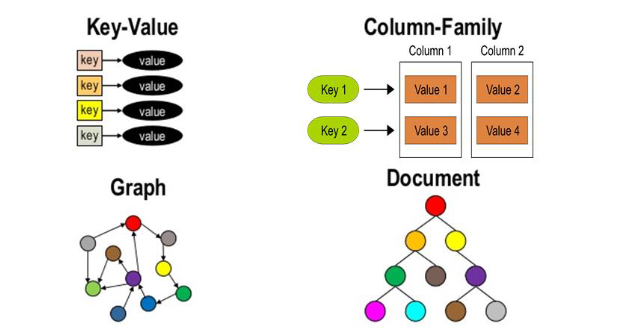 Key-Value
key value
key value
key value
key value
Column-Family
Column 1 Column 2
Key 1 Value 1 Value 2
Key 2 Value 3 Value 4
Graph
Document